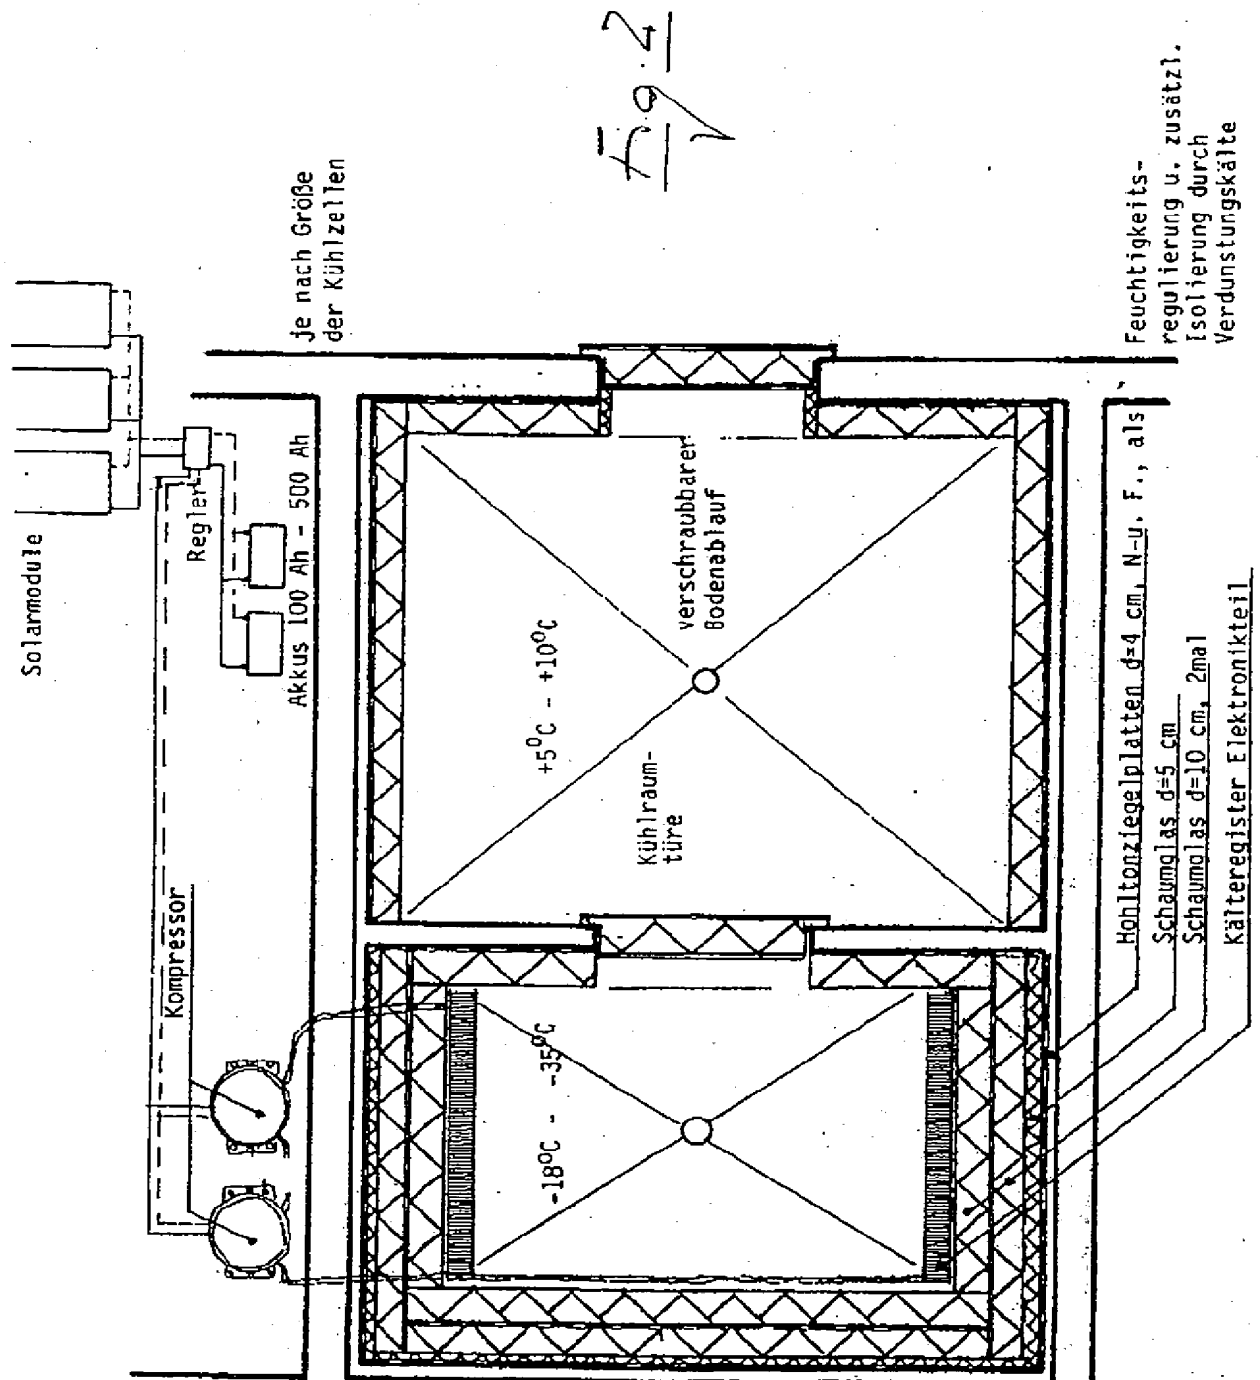 Solarmodule
Regler
Akkus 100 Ah - 500 Ah
je nach Größe
der Kühlzellen
Kompressor
+5°C - +10°C
Kühlraum-
türe
verschraubbarer
Bodenablauf
-18°C - -35°C
Hohltonziegelplatten d=4 cm, N-u. F., als
Feuchtigkeits-
regulierung u. zusätzl.
Isolierung durch
Verdunstungskälte
Schaumglas d=5 cm
Schaumglas d=10 cm, 2mal
Kälteregister Elektronikteil
Fig. 2